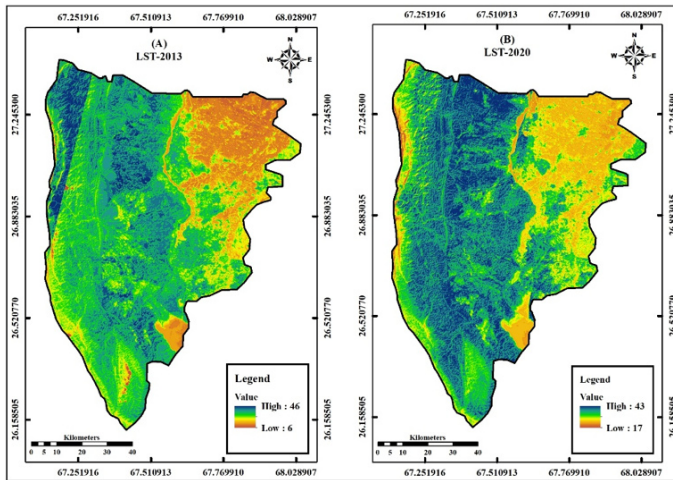 67.251916 67.510913 67.769910 68.028907
(A)
LST-2013
N
W E
S
27.245300
26.883035
26.520770
26.158505
Legend
Value
High : 46
Low : 6
Kilometers
0 5 10 20 30 40
67.251916 67.510913 67.769910 68.028907
67.251916 67.510913 67.769910 68.028907
(B)
LST-2020
N
W E
S
27.245300
26.883035
26.520770
26.158505
Legend
Value
High : 43
Low : 17
Kilometers
0 5 10 20 30 40
67.251916 67.510913 67.769910 68.028907